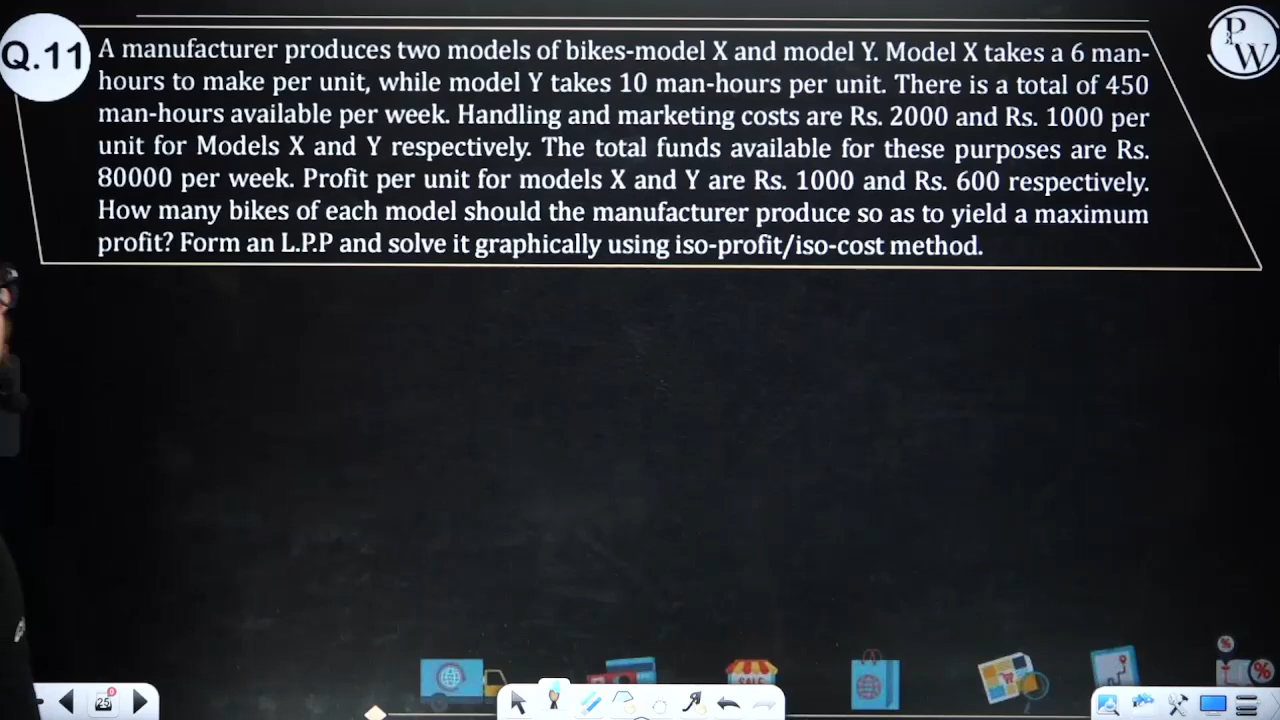 Q.11
A manufacturer produces two models of bikes-model X and model Y. Model X takes a 6 man-
hours to make per unit, while model Y takes 10 man-hours per unit. There is a total of 450
man-hours available per week. Handling and marketing costs are Rs. 2000 and Rs. 1000 per
unit for Models X and Y respectively. The total funds available for these purposes are Rs.
80000 per week. Profit per unit for models X and Y are Rs. 1000 and Rs. 600 respectively.
How many bikes of each model should the manufacturer produce so as to yield a maximum
profit? Form an L.P.P and solve it graphically using iso-profit/iso-cost method.
P
W
SALE
%
%
25
0